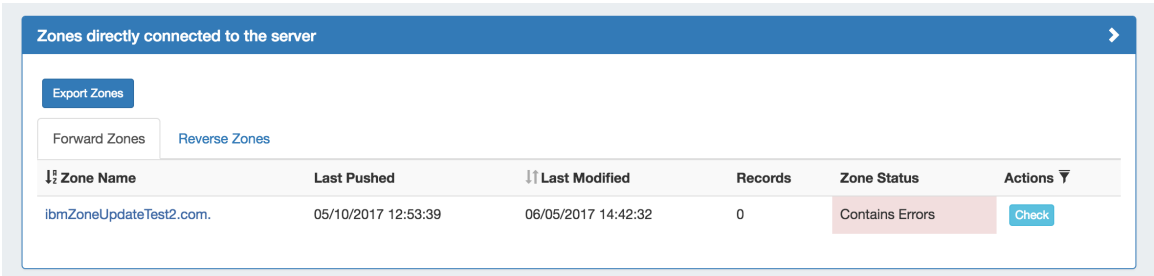 Zones directly connected to the server
Export Zones
Forward Zones Reverse Zones
Zone Name Last Pushed Last Modified Records Zone Status Actions
ibmZoneUpdateTest2.com. 05/10/2017 12:53:39 06/05/2017 14:42:32 0 Contains Errors Check